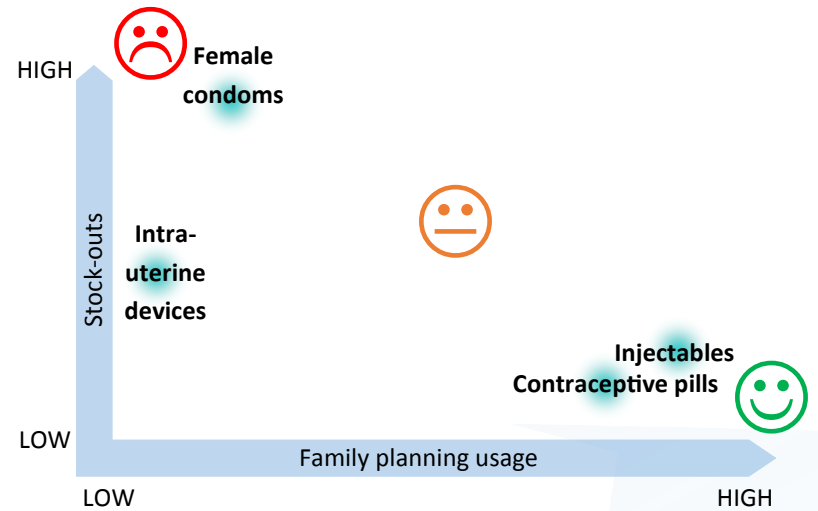 Female
condoms
HIGH
Stock-outs
Intra-
uterine
devices
Injectables
Contraceptive pills
LOW
Family planning usage
LOW
HIGH